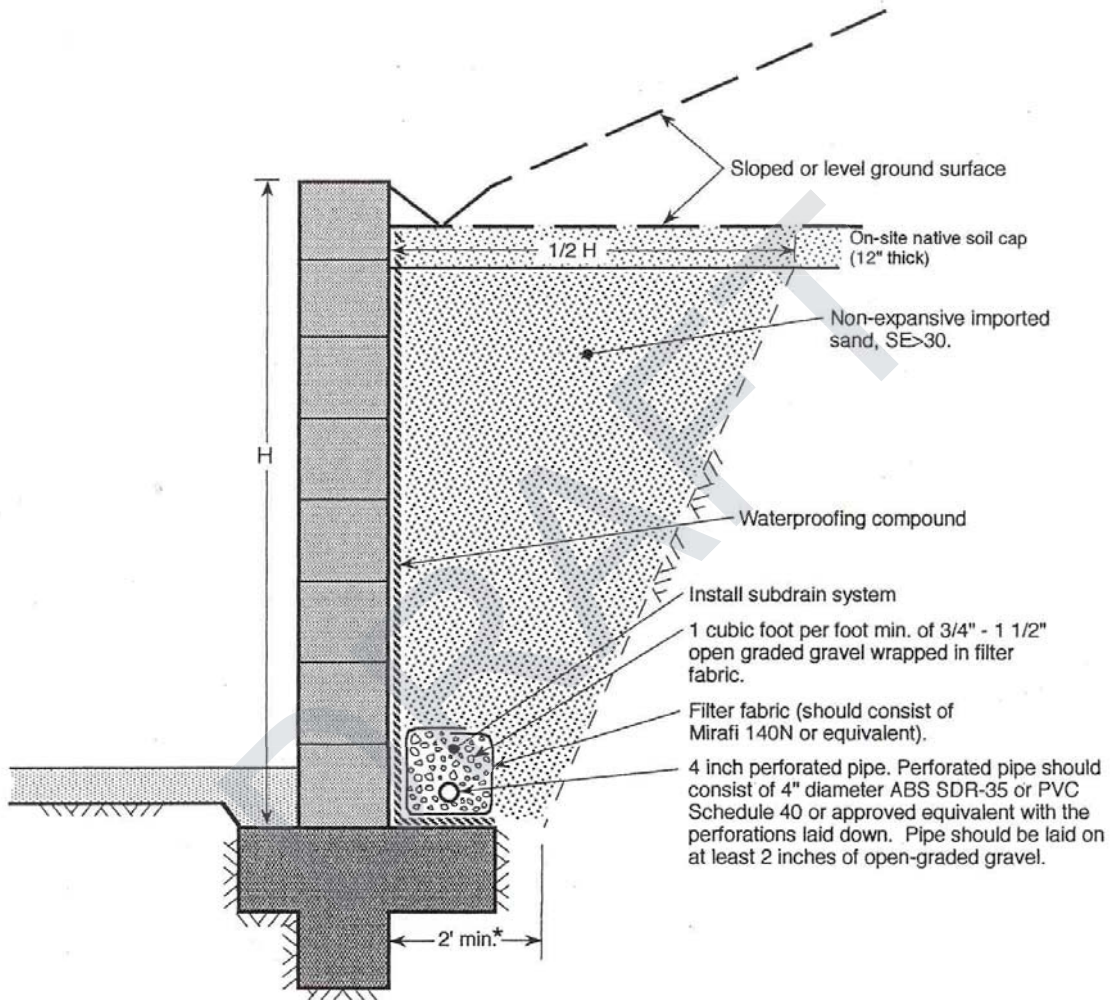 Sloped or level ground surface
On-site native soil cap
(12" thick)
1/2 H
Non-expansive imported
sand, SE>30.
H
Waterproofing compound
Install subdrain system
1 cubic foot per foot min. of 3/4" - 1 1/2"
open graded gravel wrapped in filter
fabric.
Filter fabric (should consist of
Mirafi 140N or equivalent).
4 inch perforated pipe. Perforated pipe should
consist of 4" diameter ABS SDR-35 or PVC
Schedule 40 or approved equivalent with the
perforations laid down. Pipe should be laid on
at least 2 inches of open-graded gravel.
2' min.*
DRAFT